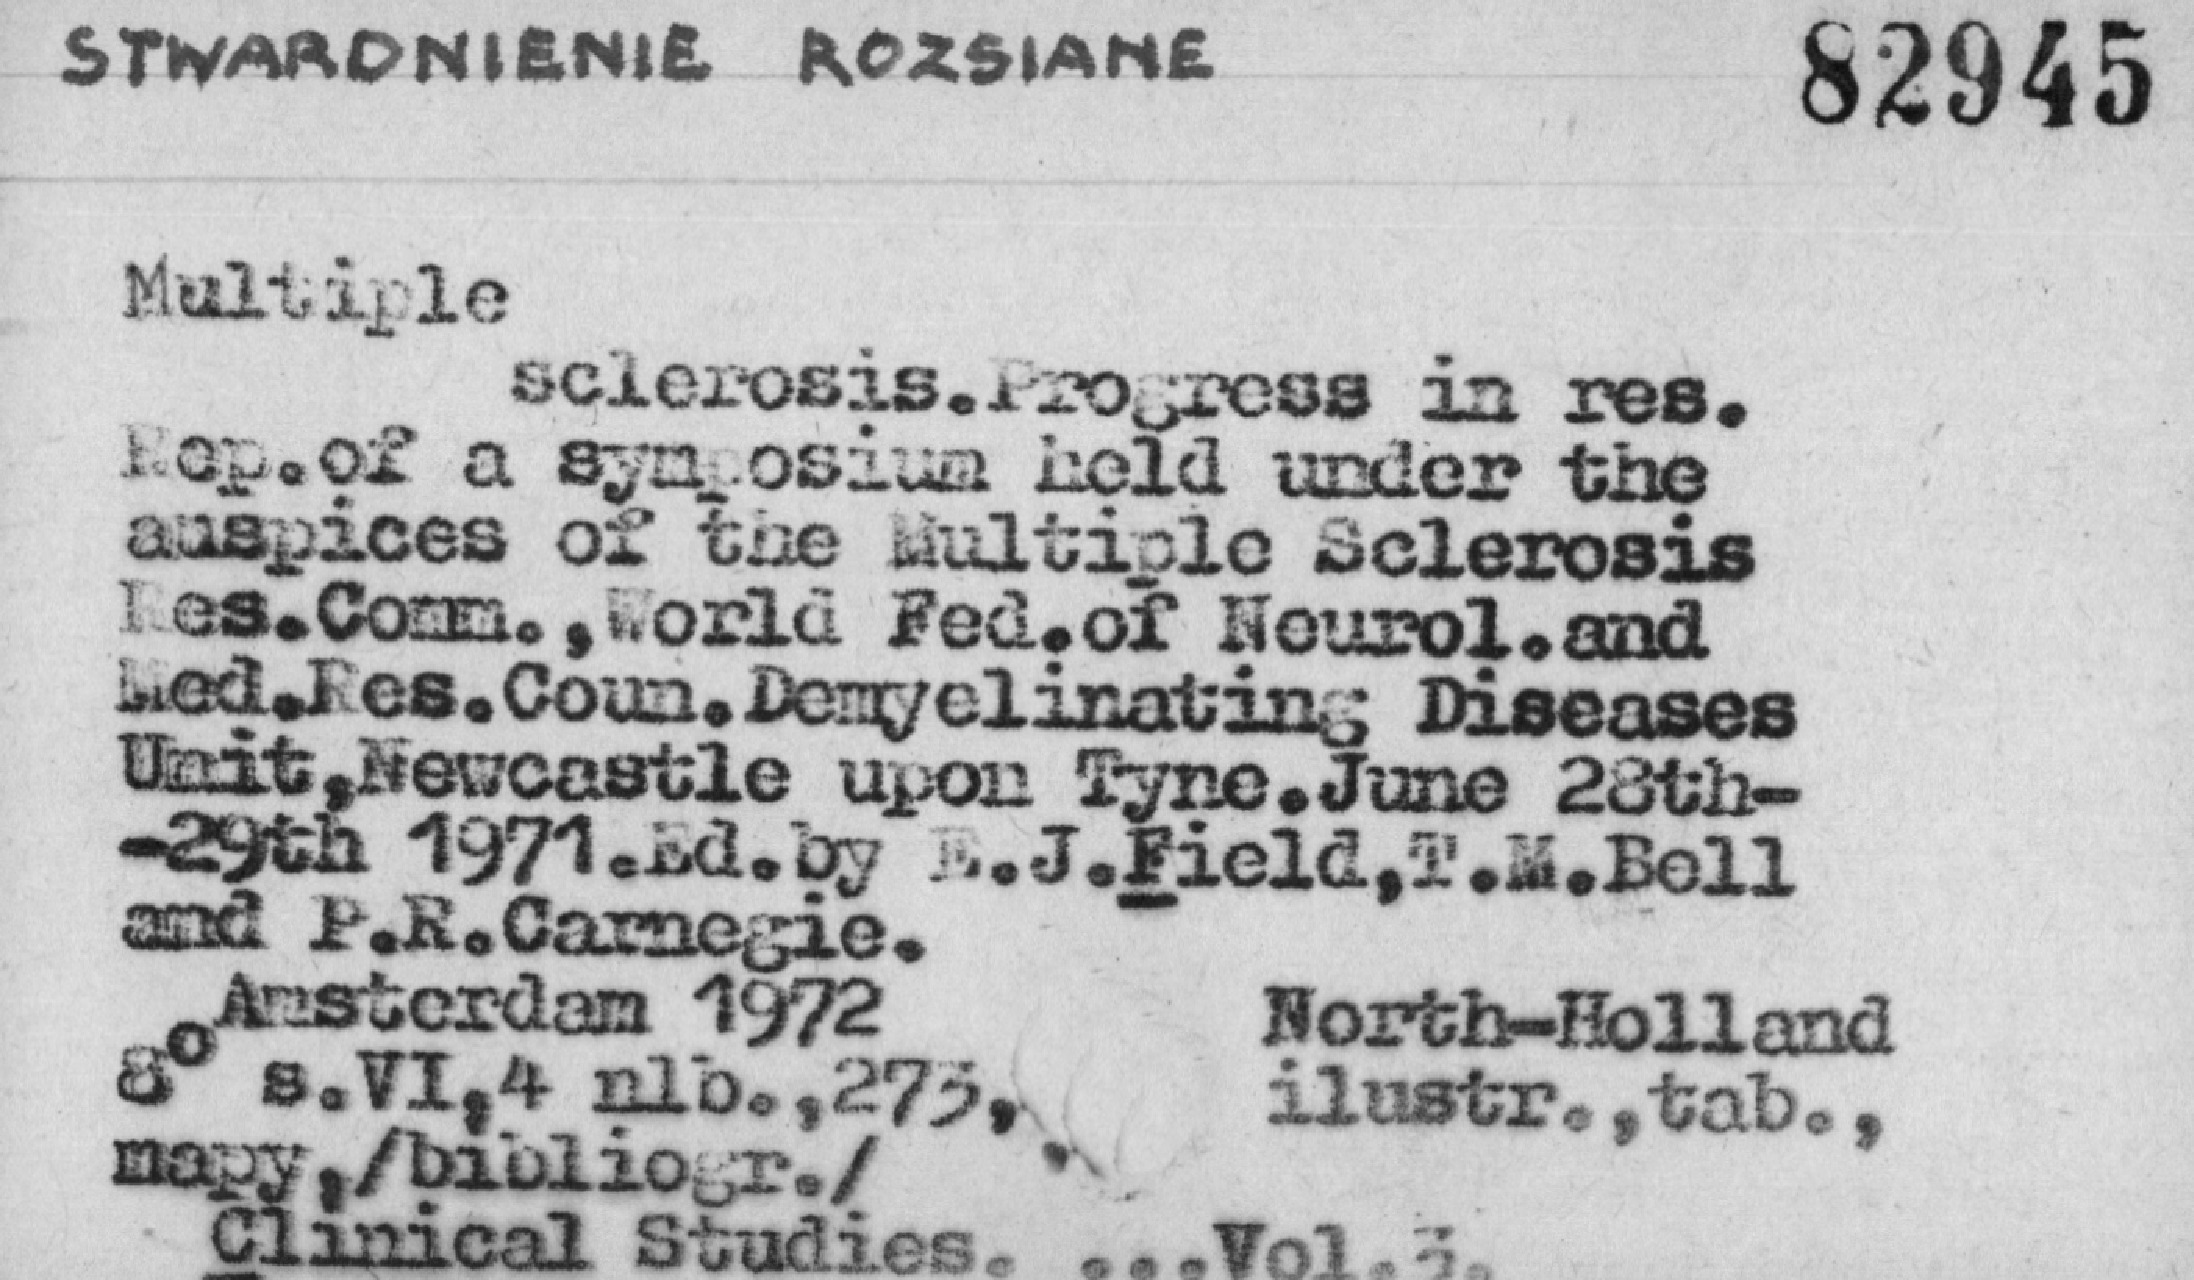 STWARDNIENIE ROZSIANE 82945
Multiple
sclerosis.Progress in res.
Rep.of a symposium held under the
auspices of the Multiple Sclerosis
Res.Comm.,World Fed.of Neurol.and
Med.Res.Coun.Demyelinating Diseases
Unit,Newcastle upon Tyne.June 28th-
-29th 1971.Ed.by E.J.Field,T.M.Bell
and P.R.Carnegie.
Amsterdam 1972 North-Holland
8° s.VI,4 nlb.,273, ilustr.,tab.,
mapy,/bibliogr./
Clinical Studies. ...Vol.3.